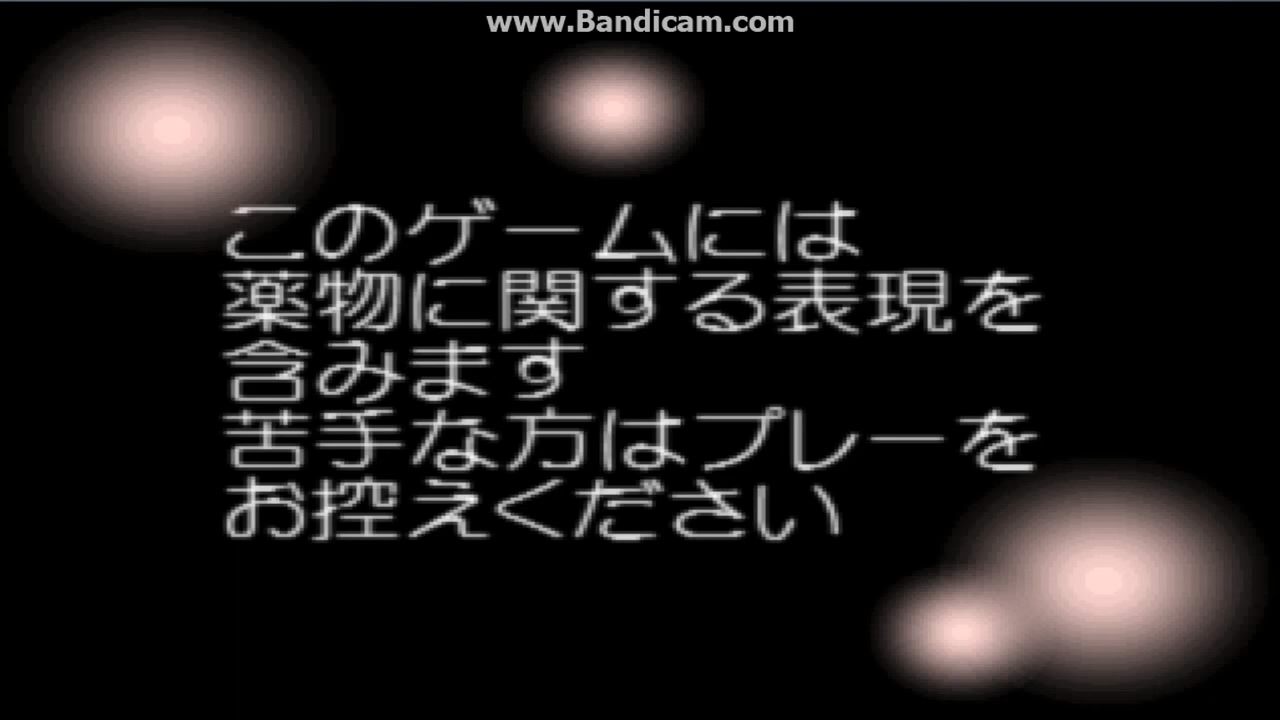 www.Bandicam.com
このゲームには
薬物に関する表現を
含みます
苦手な方はプレーを
お控えください